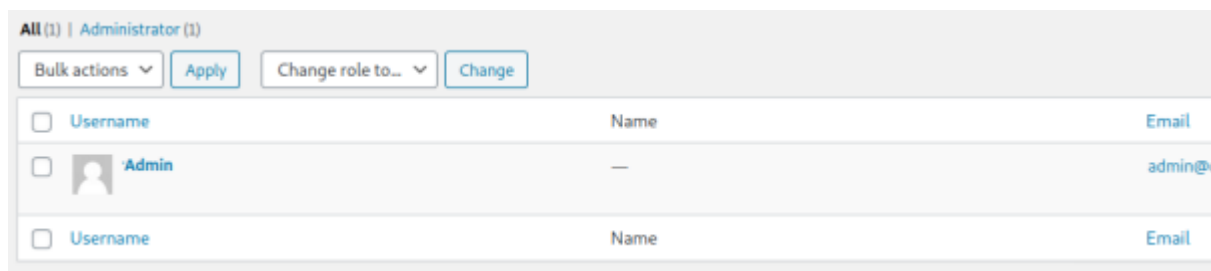 All (1) | Administrator (1)
Bulk actions Apply Change role to... Change
Username Name Email
Admin — admin@
Username Name Email